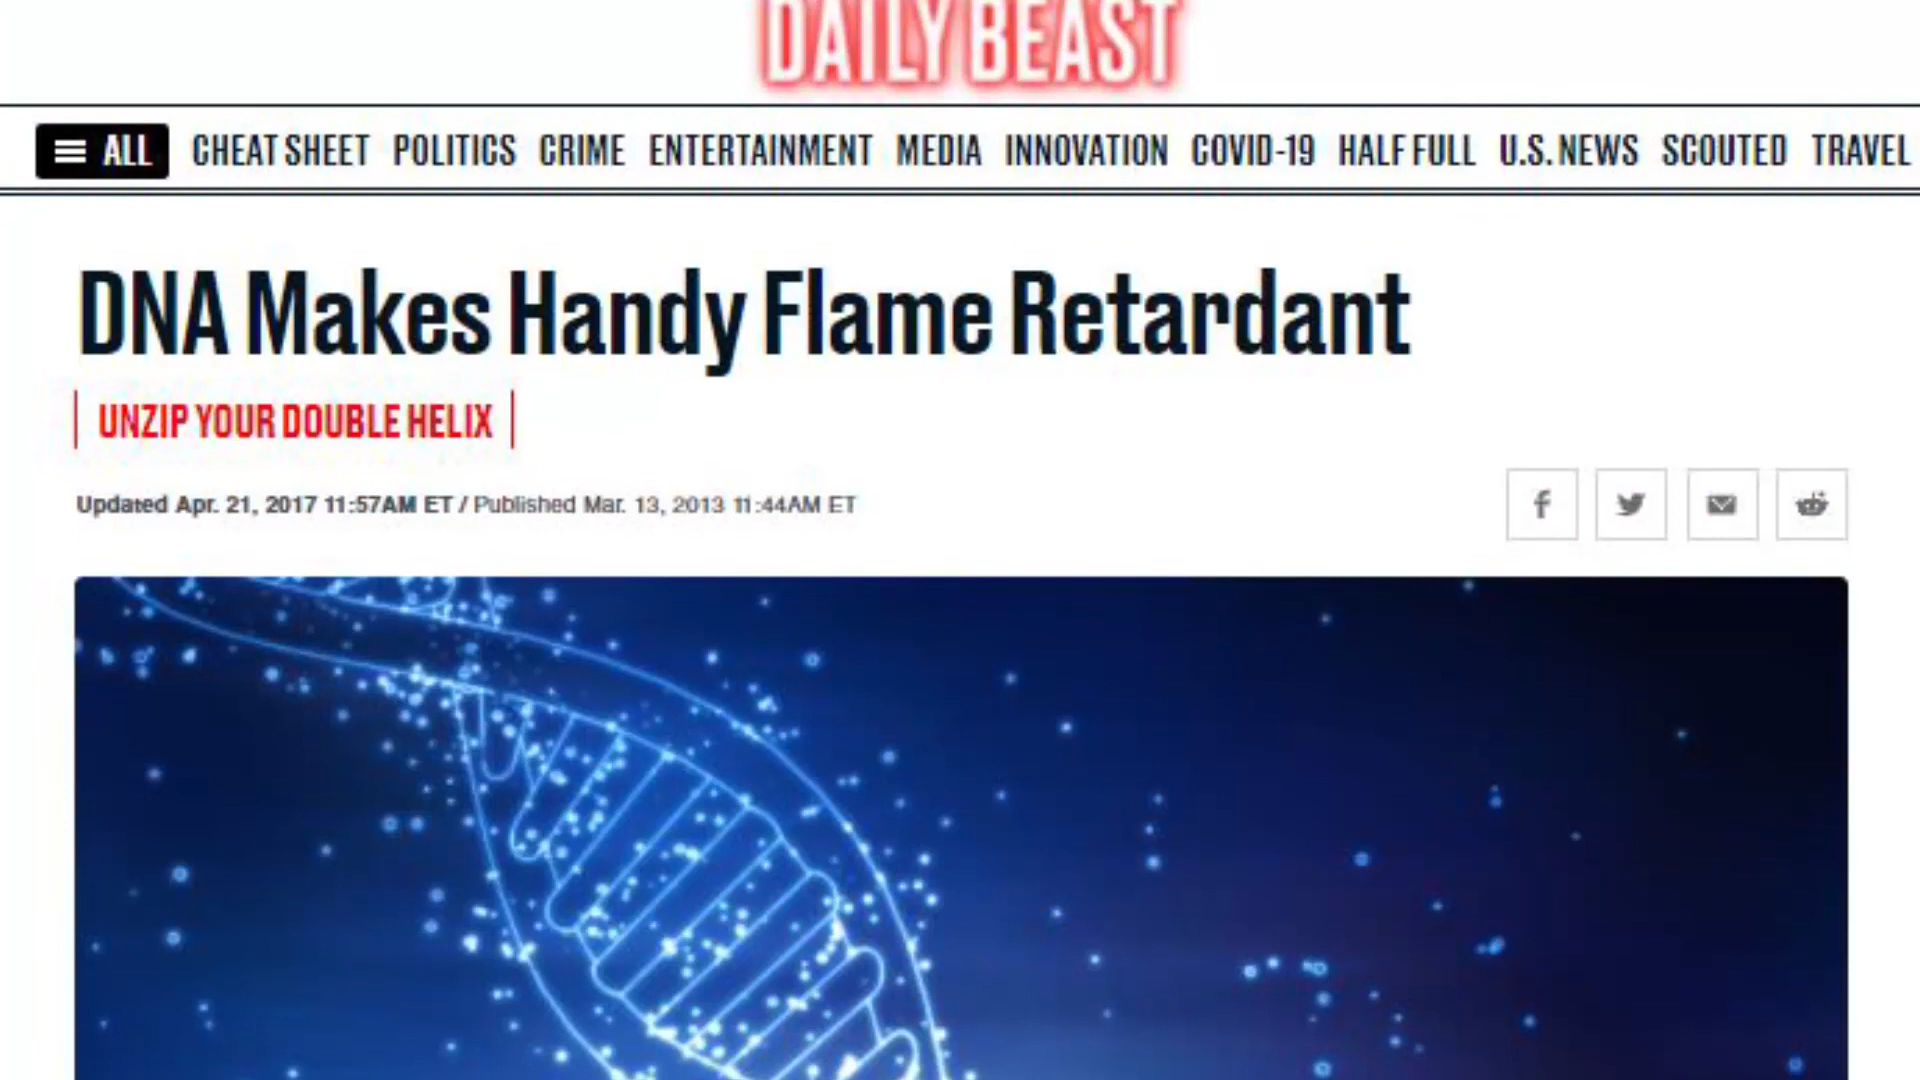 DAILY BEAST
ALL CHEAT SHEET POLITICS CRIME ENTERTAINMENT MEDIA INNOVATION COVID-19 HALF FULL U.S. NEWS SCOUTED TRAVEL
DNA Makes Handy Flame Retardant
UNZIP YOUR DOUBLE HELIX
Updated Apr. 21, 2017 11:57AM ET / Published Mar. 13, 2013 11:44AM ET